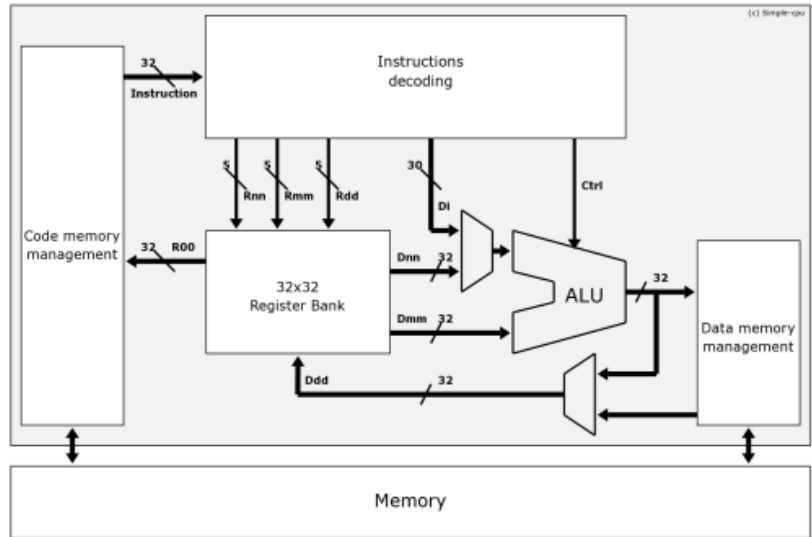 (c) Simple-cpu
Instructions
decoding
32
Instruction
5
Rnn
5
Rmm
5
Rdd
30
Di
Ctrl
Code memory
management
32
R00
32x32
Register Bank
Dnn
32
Dmm
32
ALU
32
Data memory
management
Ddd
32
Memory